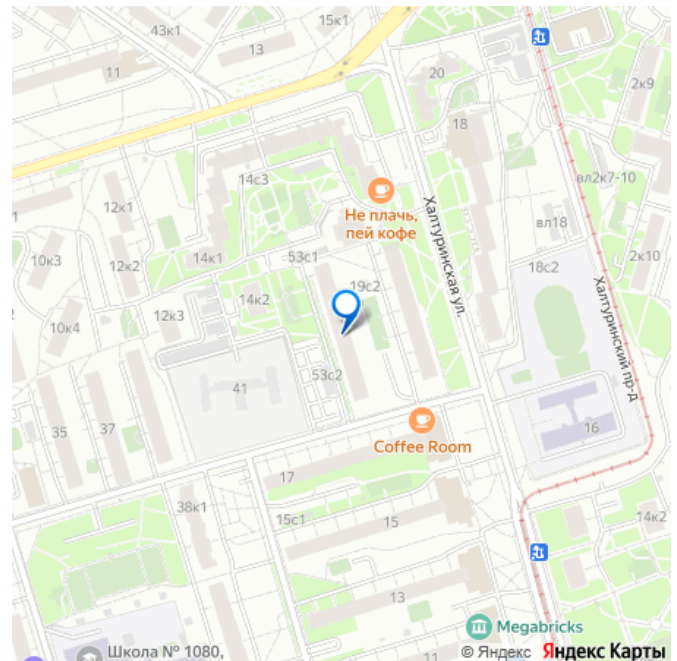 15к1
43к1
13
11
20
2к9
18
14с3
вл2к7-10
12к1
Не плачь,
пей кофе
Халтуринская ул.
вл18
11
10к3
12к2
14к1
53с1
2к10
18с2
19с2
14к2
10к4
12к3
Халтуринский пр-д
53с2
41
35
37
16
Coffee Room
17
38к1
15с1
15
14к2
13
Megabricks
Школа № 1080,
© Яндекс Яндекс Карты